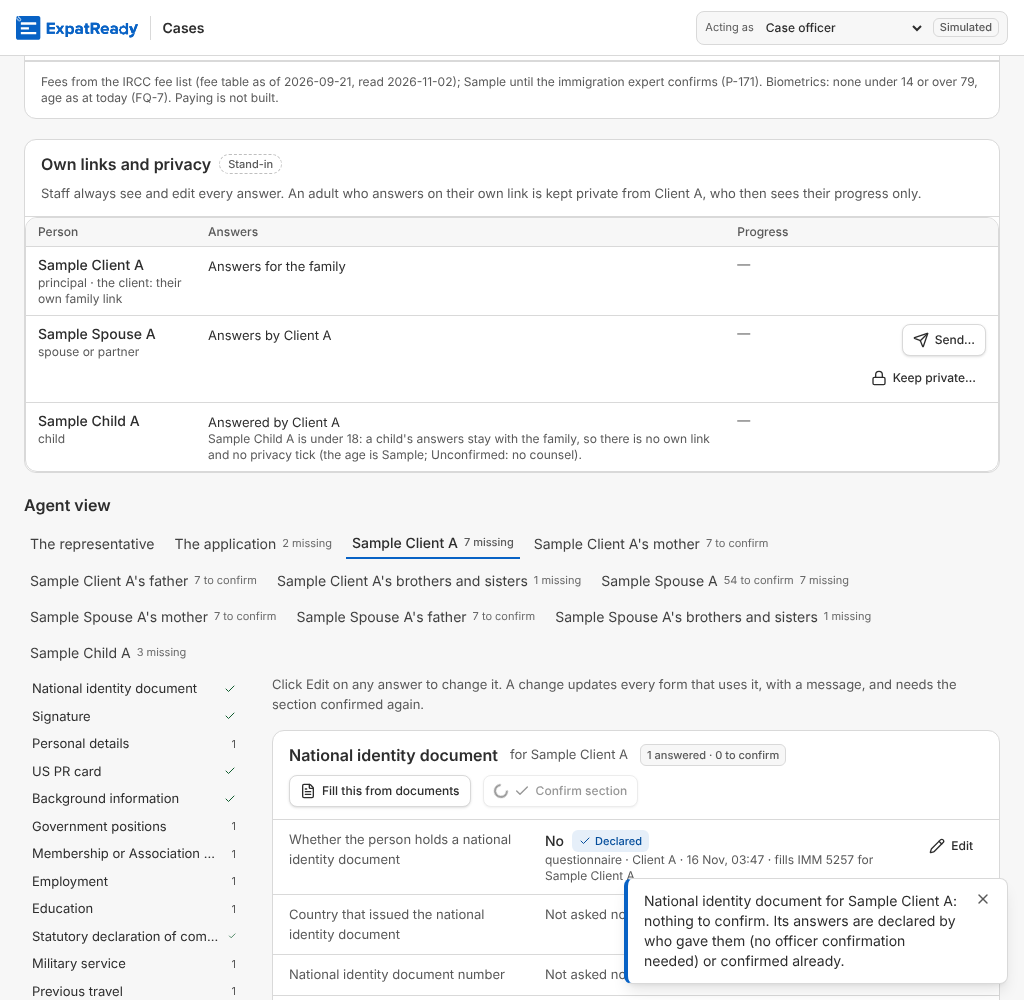 ExpatReady
Cases
Acting as Case officer Simulated
Fees from the IRCC fee list (fee table as of 2026-09-21, read 2026-11-02); Sample until the immigration expert confirms (P-171). Biometrics: none under 14 or over 79,
age as at today (FQ-7). Paying is not built.
Own links and privacy Stand-in
Staff always see and edit every answer. An adult who answers on their own link is kept private from Client A, who then sees their progress only.
Person Answers Progress
Sample Client A Answers for the family —
principal · the client: their
own family link
Sample Spouse A Answers by Client A — Send...
spouse or partner
Keep private...
Sample Child A Answered by Client A —
child Sample Child A is under 18: a child's answers stay with the family, so there is no own link
and no privacy tick (the age is Sample; Unconfirmed: no counsel).
Agent view
The representative The application 2 missing Sample Client A 7 missing Sample Client A's mother 7 to confirm
Sample Client A's father 7 to confirm Sample Client A's brothers and sisters 1 missing Sample Spouse A 54 to confirm 7 missing
Sample Spouse A's mother 7 to confirm Sample Spouse A's father 7 to confirm Sample Spouse A's brothers and sisters 1 missing
Sample Child A 3 missing
National identity document
Signature
Personal details 1
US PR card
Background information
Government positions 1
Membership or Association ... 1
Employment 1
Education 1
Statutory declaration of com...
Military service 1
Previous travel 1
Click Edit on any answer to change it. A change updates every form that uses it, with a message, and needs the
section confirmed again.
National identity document for Sample Client A 1 answered · 0 to confirm
Fill this from documents Confirm section
Whether the person holds a national
identity document
No Declared
questionnaire · Client A · 16 Nov, 03:47 · fills IMM 5257 for
Sample Client A
Edit
Country that issued the national
identity document
Not asked
National identity document number
Not asked
National identity document for Sample Client A:
nothing to confirm. Its answers are declared by
who gave them (no officer confirmation
needed) or confirmed already.